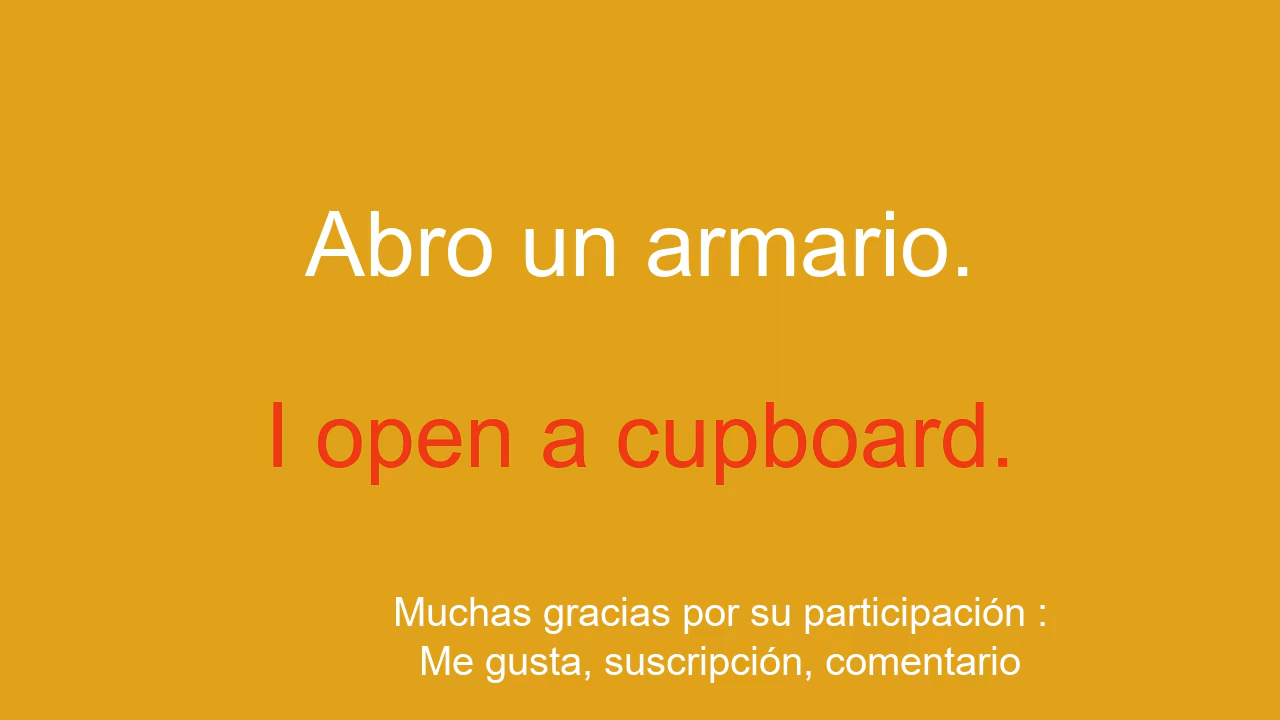 Abro un armario.
I open a cupboard.
Muchas gracias por su participación :
Me gusta, suscripción, comentario